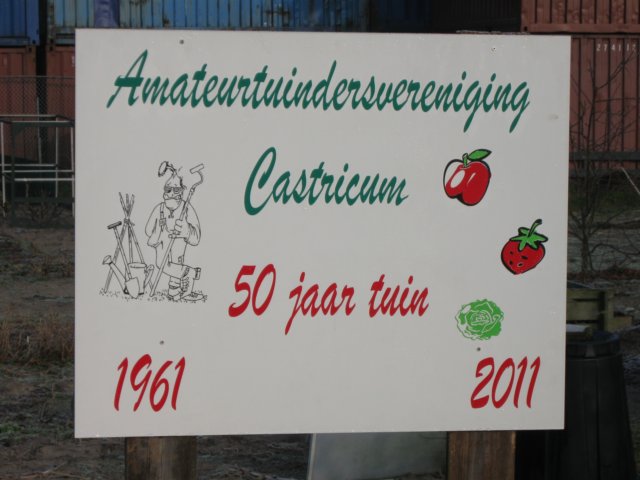 Amateurtuindersvereniging
Castricum
50 jaar tuin
1961
2011